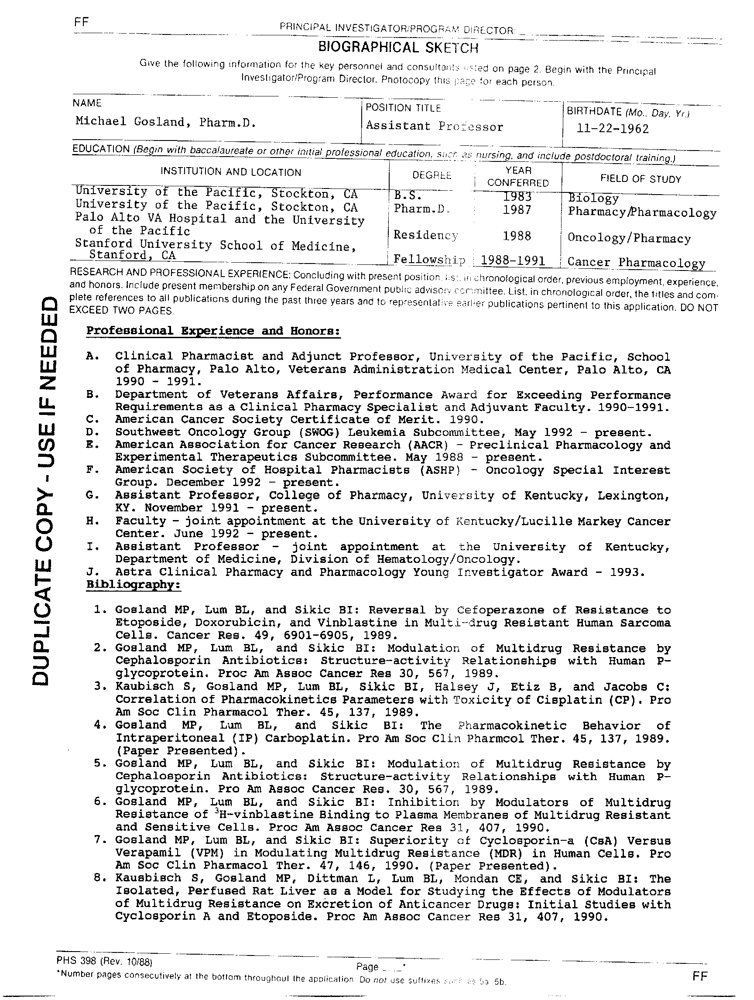 FF
PRINCIPAL INVESTIGATOR/PROGRAM DIRECTOR:
BIOGRAPHICAL SKETCH
Give the following information for the key personnel and consultants listed on page 2. Begin with the Principal
Investigator/Program Director. Photocopy this page for each person.
NAME
Michael Gosland, Pharm.D.
POSITION TITLE
Assistant Professor
BIRTHDATE (Mo., Day, Yr.)
11-22-1962
EDUCATION (Begin with baccalaureate or other initial professional education, such as nursing, and include postdoctoral training.)
INSTITUTION AND LOCATION DEGREE YEAR CONFERRED FIELD OF STUDY
University of the Pacific, Stockton, CA B.S. 1983 Biology
University of the Pacific, Stockton, CA Pharm.D. 1987 Pharmacy/Pharmacology
Palo Alto VA Hospital and the University
of the Pacific Residency 1988 Oncology/Pharmacy
Stanford University School of Medicine,
Stanford, CA Fellowship 1988-1991 Cancer Pharmacology
RESEARCH AND PROFESSIONAL EXPERIENCE: Concluding with present position, list, in chronological order, previous employment, experience,
and honors. Include present membership on any Federal Government public advisory committee. List, in chronological order, the titles and com-
plete references to all publications during the past three years and to representative earlier publications pertinent to this application. DO NOT
EXCEED TWO PAGES.
DUPLICATE COPY - USE IF NEEDED
Professional Experience and Honors:
A. Clinical Pharmacist and Adjunct Professor, University of the Pacific, School
of Pharmacy, Palo Alto, Veterans Administration Medical Center, Palo Alto, CA
1990 - 1991.
B. Department of Veterans Affairs, Performance Award for Exceeding Performance
Requirements as a Clinical Pharmacy Specialist and Adjuvant Faculty. 1990-1991.
C. American Cancer Society Certificate of Merit. 1990.
D. Southwest Oncology Group (SWOG) Leukemia Subcommittee, May 1992 - present.
E. American Association for Cancer Research (AACR) - Preclinical Pharmacology and
Experimental Therapeutics Subcommittee. May 1988 - present.
F. American Society of Hospital Pharmacists (ASHP) - Oncology Special Interest
Group. December 1992 - present.
G. Assistant Professor, College of Pharmacy, University of Kentucky, Lexington,
KY. November 1991 - present.
H. Faculty - joint appointment at the University of Kentucky/Lucille Markey Cancer
Center. June 1992 - present.
I. Assistant Professor - joint appointment at the University of Kentucky,
Department of Medicine, Division of Hematology/Oncology.
J. Astra Clinical Pharmacy and Pharmacology Young Investigator Award - 1993.
Bibliography:
1. Gosland MP, Lum BL, and Sikic BI: Reversal by Cefoperazone of Resistance to
Etoposide, Doxorubicin, and Vinblastine in Multi-drug Resistant Human Sarcoma
Cells. Cancer Res. 49, 6901-6905, 1989.
2. Gosland MP, Lum BL, and Sikic BI: Modulation of Multidrug Resistance by
Cephalosporin Antibiotics: Structure-activity Relationships with Human P-
glycoprotein. Proc Am Assoc Cancer Res 30, 567, 1989.
3. Kaubisch S, Gosland MP, Lum BL, Sikic BI, Halsey J, Etiz B, and Jacobs C:
Correlation of Pharmacokinetics Parameters with Toxicity of Cisplatin (CP). Pro
Am Soc Clin Pharmacol Ther. 45, 137, 1989.
4. Gosland MP, Lum BL, and Sikic BI: The Pharmacokinetic Behavior of
Intraperitoneal (IP) Carboplatin. Pro Am Soc Clin Pharmcol Ther. 45, 137, 1989.
(Paper Presented).
5. Gosland MP, Lum BL, and Sikic BI: Modulation of Multidrug Resistance by
Cephalosporin Antibiotics: Structure-activity Relationships with Human P-
glycoprotein. Pro Am Assoc Cancer Res. 30, 567, 1989.
6. Gosland MP, Lum BL, and Sikic BI: Inhibition by Modulators of Multidrug
Resistance of ³H-vinblastine Binding to Plasma Membranes of Multidrug Resistant
and Sensitive Cells. Proc Am Assoc Cancer Res 31, 407, 1990.
7. Gosland MP, Lum BL, and Sikic BI: Superiority of Cyclosporin-a (CsA) Versus
Verapamil (VPM) in Modulating Multidrug Resistance (MDR) in Human Cells. Pro
Am Soc Clin Pharmacol Ther. 47, 146, 1990. (Paper Presented).
8. Kausbisch S, Gosland MP, Dittman L, Lum BL, Mondan CE, and Sikic BI: The
Isolated, Perfused Rat Liver as a Model for Studying the Effects of Modulators
of Multidrug Resistance on Excretion of Anticancer Drugs: Initial Studies with
Cyclosporin A and Etoposide. Proc Am Assoc Cancer Res 31, 407, 1990.
PHS 398 (Rev. 10/88)
Page
*Number pages consecutively at the bottom throughout the application. Do not use suffixes such as 5a, 5b.
FF